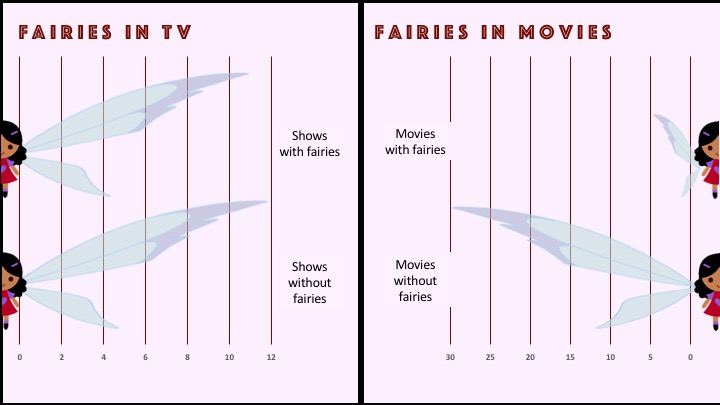 FAIRIES IN TV
Shows
with fairies
Shows
without
fairies
0 2 4 6 8 10 12
FAIRIES IN MOVIES
Movies
with fairies
Movies
without
fairies
30 25 20 15 10 5 0